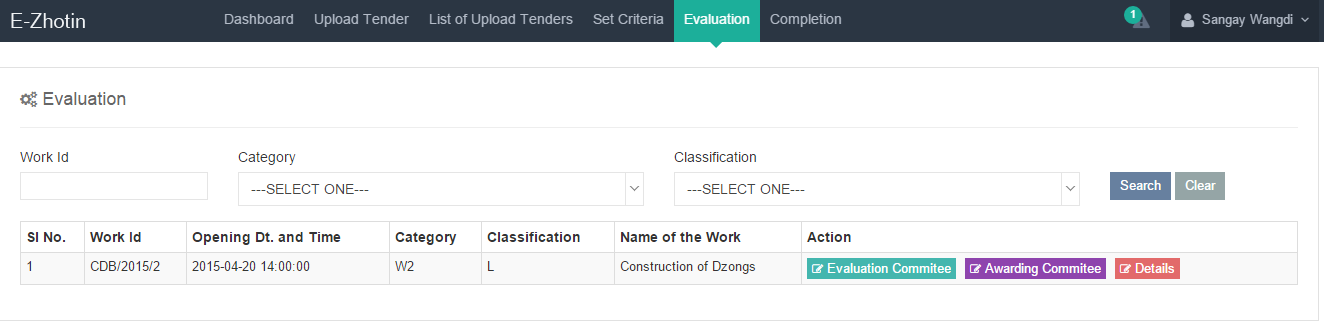 E-Zhotin Dashboard Upload Tender List of Upload Tenders Set Criteria Evaluation Completion 1 Sangay Wangdi
Evaluation
Work Id Category Classification
---SELECT ONE--- ---SELECT ONE--- Search Clear
Sl No. Work Id Opening Dt. and Time Category Classification Name of the Work Action
1 CDB/2015/2 2015-04-20 14:00:00 W2 L Construction of Dzongs Evaluation Commitee Awarding Commitee Details